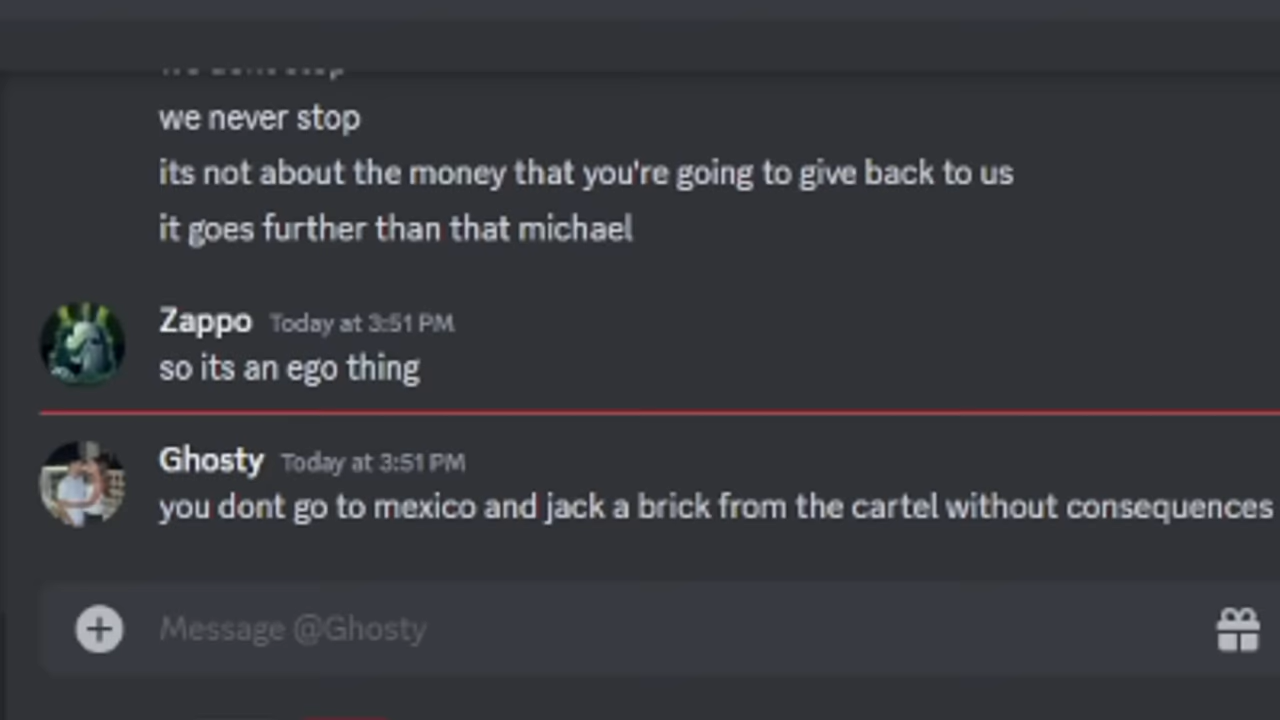 we never stop
its not about the money that you're going to give back to us
it goes further than that michael
Zappo Today at 3:51 PM
so its an ego thing
Ghosty Today at 3:51 PM
you dont go to mexico and jack a brick from the cartel without consequences
Message @Ghosty